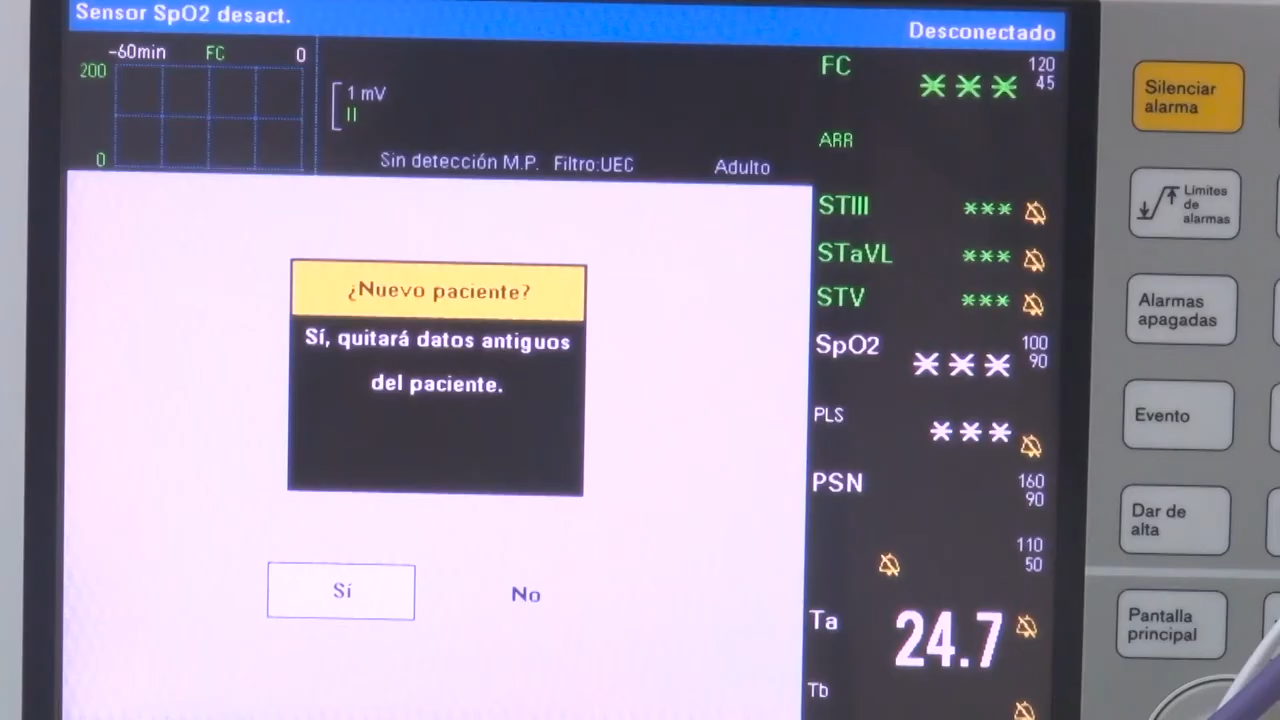 Sensor SpO2 desact.
Desconectado
-60min FC 0
200
0
1 mV
II
Sin detección M.P. Filtro:UEC Adulto
¿Nuevo paciente?
Sí, quitará datos antiguos
del paciente.
Sí No
FC *** 120
45
ARR
STIII ***
STaVL ***
STV ***
SpO2 *** 100
90
PLS ***
PSN 160
90
110
50
Ta 24.7
Tb
Silenciar
alarma
Límites
de
alarmas
Alarmas
apagadas
Evento
Dar de
alta
Pantalla
principal